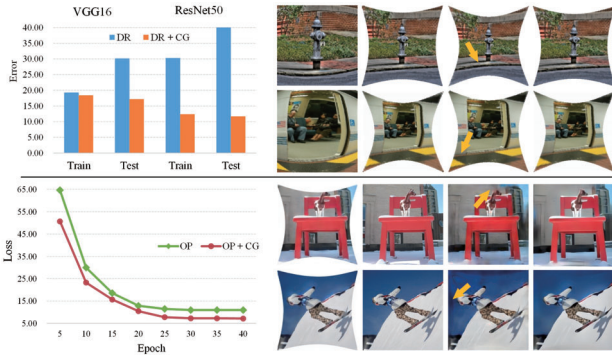 VGG16 ResNet50
DR DR + CG
40.00
35.00
30.00
25.00
20.00
15.00
10.00
5.00
0.00
Error
Train Test Train Test
65.00
55.00
45.00
35.00
25.00
15.00
5.00
Loss
OP OP + CG
5 10 15 20 25 30 35 40
Epoch